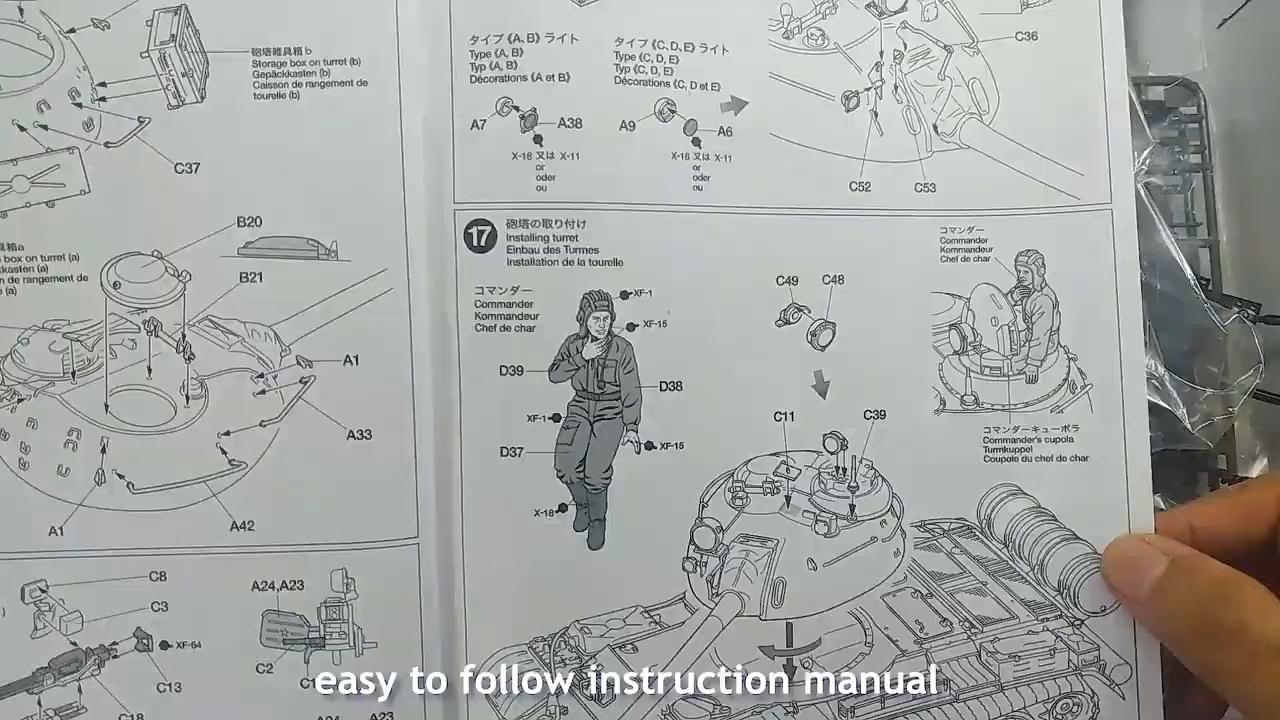 砲塔雑具箱 b
Storage box on turret (b)
Gepäckkasten (b)
Caisson de rangement de
tourelle (b)
C37
B20
B21
具箱a
box on turret (a)
kasten (a)
n de rangement de
(a)
A1
A33
A42
A1
C8
C3
XF-64
C13
C18
A24,A23
C2
A24
A23
タイプ《A, B》ライト
Type《A, B》
Typ《A, B》
Décorations《A et B》
A7
A38
X-18 又は X-11
or
oder
ou
タイプ《C, D, E》ライト
Type《C, D, E》
Typ《C, D, E》
Décorations《C, D et E》
A9
A6
X-18 又は X-11
or
oder
ou
C36
C52
C53
17
砲塔の取り付け
Installing turret
Einbau des Turmes
Installation de la tourelle
コマンダー
Commander
Kommandeur
Chef de char
XF-1
XF-15
D39
D38
XF-1
XF-15
D37
X-18
C49
C48
C11
C39
コマンダー
Commander
Kommandeur
Chef de char
コマンダーキューポラ
Commander's cupola
Turmkuppel
Coupole du chef de char
easy to follow instruction manual